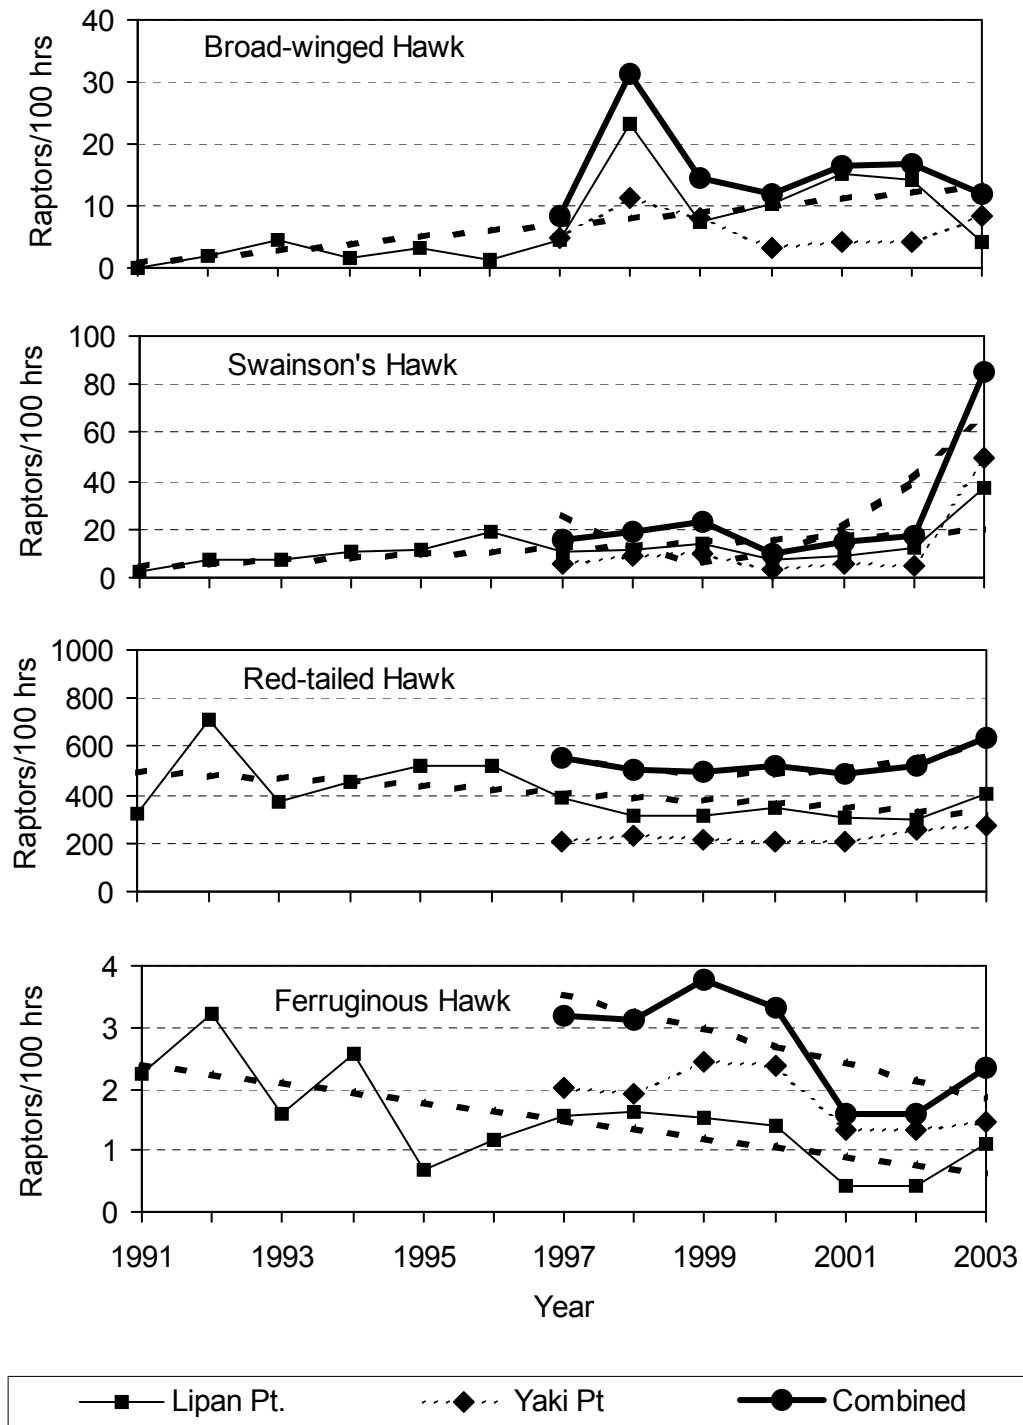 40
Broad-winged Hawk
30
20
10
0
Raptors/100 hrs
100
Swainson's Hawk
80
60
40
20
0
Raptors/100 hrs
1000
Red-tailed Hawk
800
600
400
200
0
Raptors/100 hrs
4
Ferruginous Hawk
3
2
1
0
Raptors/100 hrs
1991 1993 1995 1997 1999 2001 2003
Year
Lipan Pt. Yaki Pt Combined